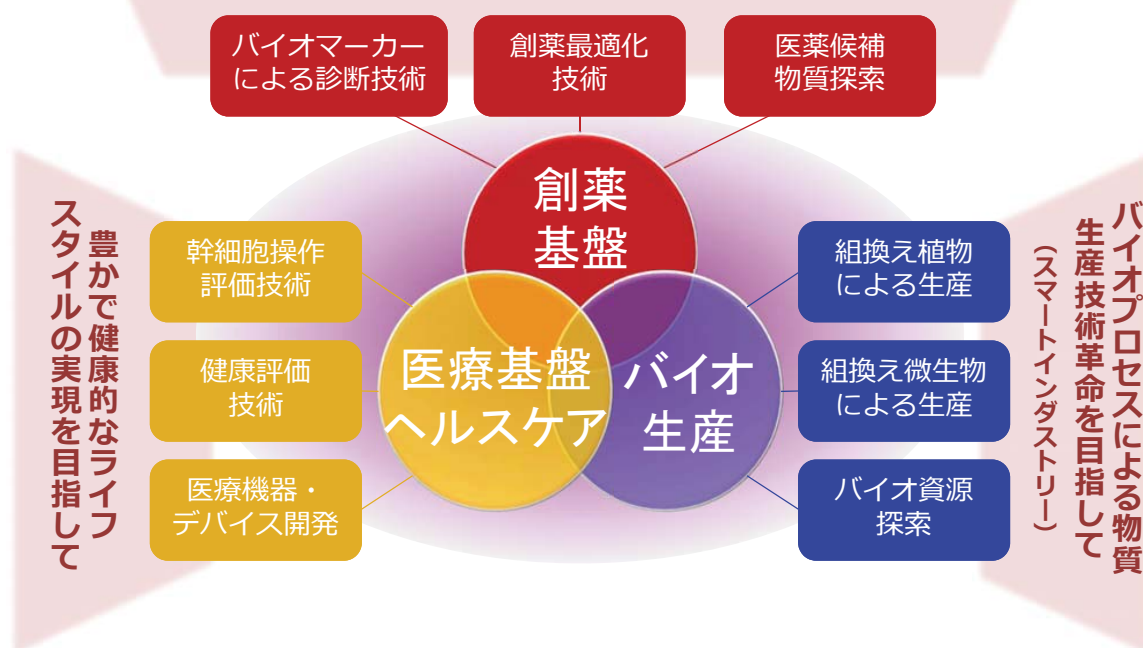 バイオマーカー
による診断技術
創薬最適化
技術
医薬候補
物質探索
創薬
基盤
豊かで健康的なライフ
スタイルの実現を目指して
幹細胞操作
評価技術
健康評価
技術
医療機器・
デバイス開発
医療基盤
ヘルスケア
バイオ
生産
組換え植物
による生産
組換え微生物
による生産
バイオ資源
探索
バイオプロセスによる物質
生産技術革命を目指して
（スマートインダストリー）